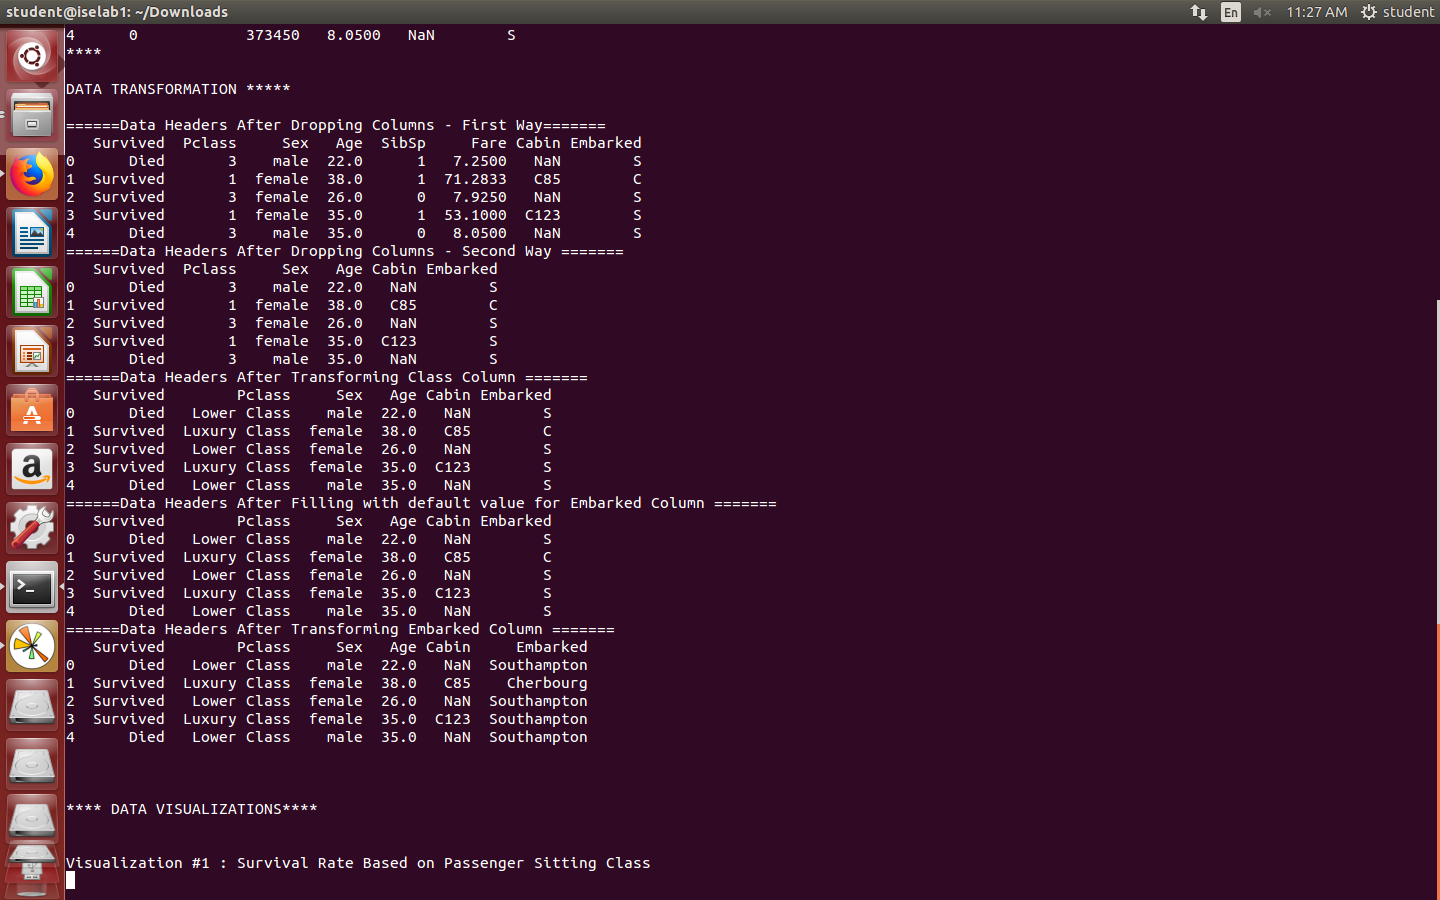 student@iselab1: ~/Downloads En 11:27 AM student
4      0            373450   8.0500   NaN        S
****
DATA TRANSFORMATION *****
======Data Headers After Dropping Columns - First Way=======
   Survived  Pclass     Sex   Age  SibSp     Fare Cabin Embarked
0      Died       3    male  22.0      1   7.2500   NaN        S
1  Survived       1  female  38.0      1  71.2833   C85        C
2  Survived       3  female  26.0      0   7.9250   NaN        S
3  Survived       1  female  35.0      1  53.1000  C123        S
4      Died       3    male  35.0      0   8.0500   NaN        S
======Data Headers After Dropping Columns - Second Way =======
   Survived  Pclass     Sex   Age Cabin Embarked
0      Died       3    male  22.0   NaN        S
1  Survived       1  female  38.0   C85        C
2  Survived       3  female  26.0   NaN        S
3  Survived       1  female  35.0  C123        S
4      Died       3    male  35.0   NaN        S
======Data Headers After Transforming Class Column =======
   Survived        Pclass     Sex   Age Cabin Embarked
0      Died   Lower Class    male  22.0   NaN        S
1  Survived  Luxury Class  female  38.0   C85        C
2  Survived   Lower Class  female  26.0   NaN        S
3  Survived  Luxury Class  female  35.0  C123        S
4      Died   Lower Class    male  35.0   NaN        S
======Data Headers After Filling with default value for Embarked Column =======
   Survived        Pclass     Sex   Age Cabin Embarked
0      Died   Lower Class    male  22.0   NaN        S
1  Survived  Luxury Class  female  38.0   C85        C
2  Survived   Lower Class  female  26.0   NaN        S
3  Survived  Luxury Class  female  35.0  C123        S
4      Died   Lower Class    male  35.0   NaN        S
======Data Headers After Transforming Embarked Column =======
   Survived        Pclass     Sex   Age Cabin     Embarked
0      Died   Lower Class    male  22.0   NaN  Southampton
1  Survived  Luxury Class  female  38.0   C85    Cherbourg
2  Survived   Lower Class  female  26.0   NaN  Southampton
3  Survived  Luxury Class  female  35.0  C123  Southampton
4      Died   Lower Class    male  35.0   NaN  Southampton
**** DATA VISUALIZATIONS****
Visualization #1 : Survival Rate Based on Passenger Sitting Class